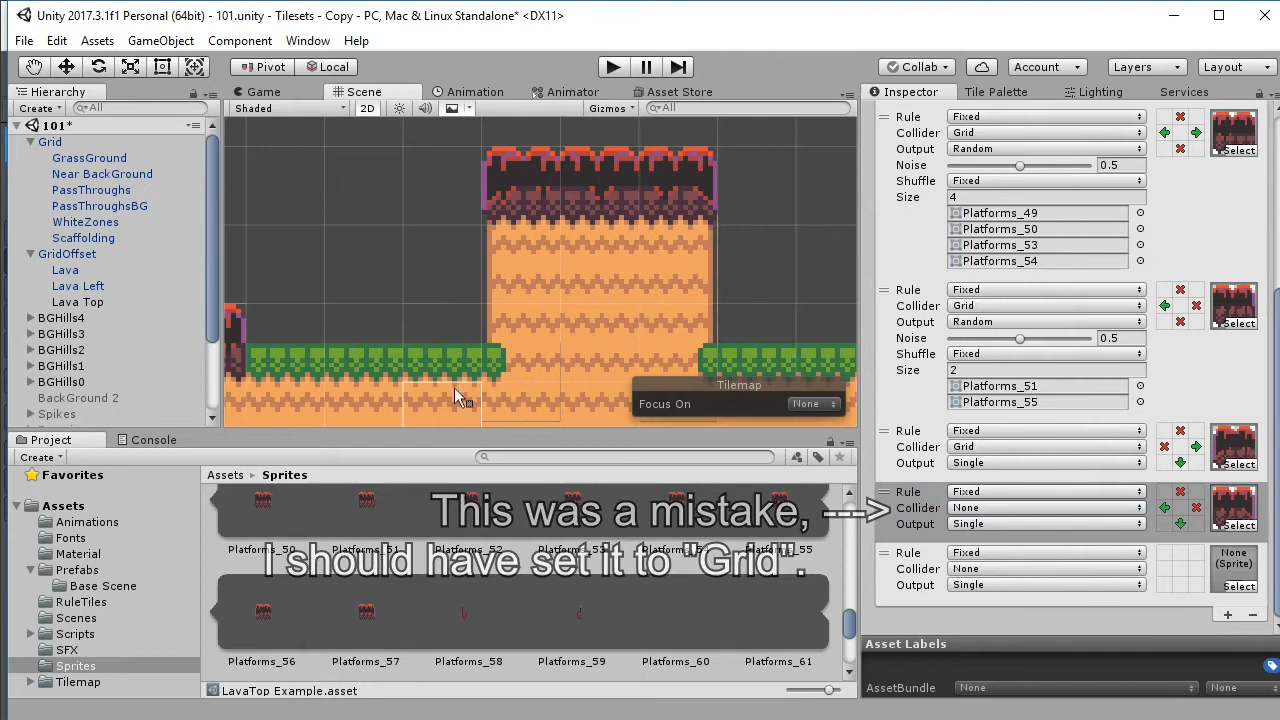 Unity 2017.3.1f1 Personal (64bit) - 101.unity - Tilesets - Copy - PC, Mac & Linux Standalone* <DX11>
File Edit Assets GameObject Component Window Help
Pivot Local Collab Account Layers Layout
Hierarchy
Create All
101*
Grid
GrassGround
Near BackGround
PassThroughs
PassThroughsBG
WhiteZones
Scaffolding
GridOffset
Lava
Lava Left
Lava Top
BGHills4
BGHills3
BGHills2
BGHills1
BGHills0
BackGround 2
Spikes
Game Scene Animation Animator Asset Store
Shaded 2D Gizmos All
Tilemap
Focus On None
Project Console
Create
Favorites
Assets
Animations
Fonts
Material
Prefabs
Base Scene
RuleTiles
Scenes
Scripts
SFX
Sprites
Tilemap
Assets Sprites
Platforms_50 Platforms_51 Platforms_52
Platforms_56 Platforms_57 Platforms_58 Platforms_59 Platforms_60 Platforms_61
LavaTop Example.asset
This was a mistake, --->
I should have set it to "Grid".
Inspector Tile Palette Lighting Services
Rule Fixed
Collider Grid
Output Random
Select
Noise 0.5
Shuffle Fixed
Size 4
Platforms_49
Platforms_50
Platforms_53
Platforms_54
Rule Fixed
Collider Grid
Output Random
Select
Noise 0.5
Shuffle Fixed
Size 2
Platforms_51
Platforms_55
Rule Fixed
Collider Grid
Output Single
Select
Rule Fixed
Collider None
Output Single
Select
Rule Fixed
Collider None
Output Single
None
(Sprite)
Select
Asset Labels
AssetBundle None None